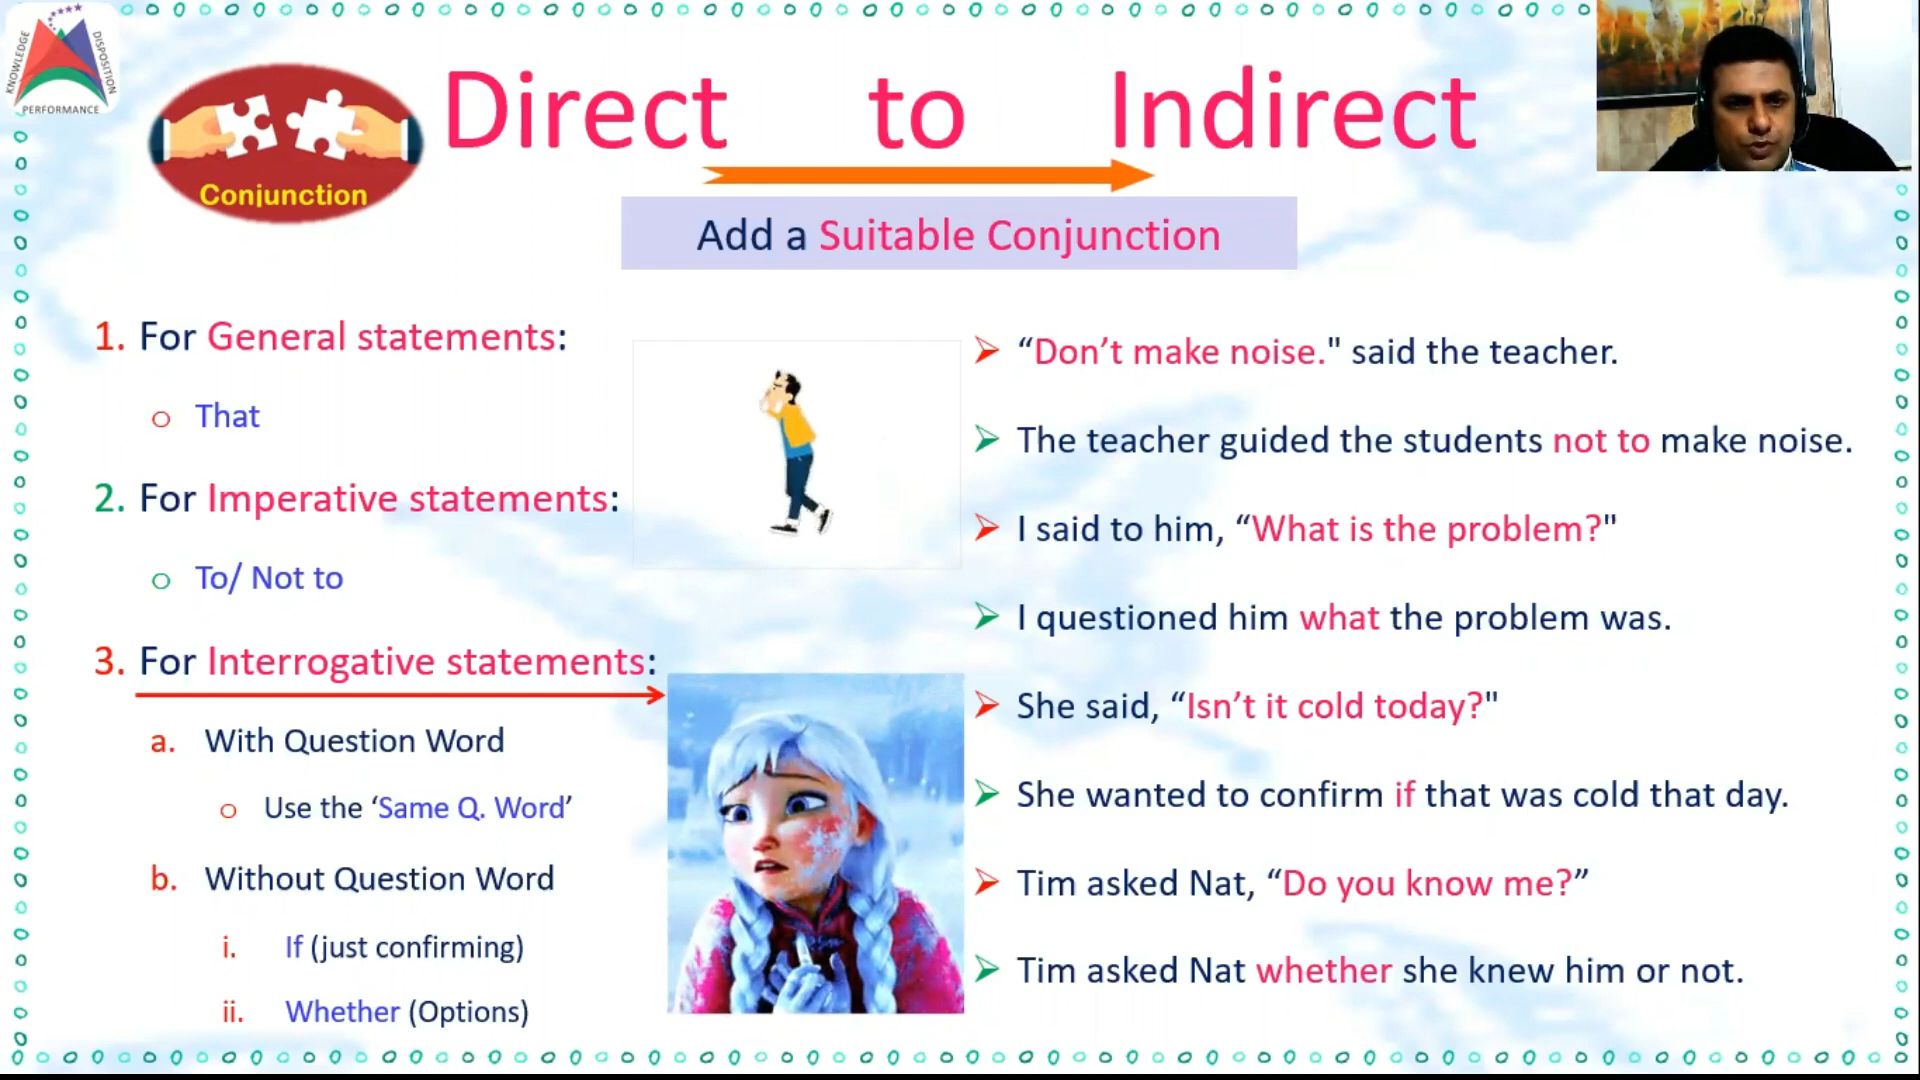 KNOWLEDGE
DISPOSITION
PERFORMANCE
Conjunction
Direct to Indirect
Add a Suitable Conjunction
1. For General statements:
o That
2. For Imperative statements:
o To/ Not to
3. For Interrogative statements:
a. With Question Word
o Use the ‘Same Q. Word’
b. Without Question Word
i. If (just confirming)
ii. Whether (Options)
“Don’t make noise." said the teacher.
The teacher guided the students not to make noise.
I said to him, “What is the problem?"
I questioned him what the problem was.
She said, “Isn’t it cold today?"
She wanted to confirm if that was cold that day.
Tim asked Nat, “Do you know me?”
Tim asked Nat whether she knew him or not.